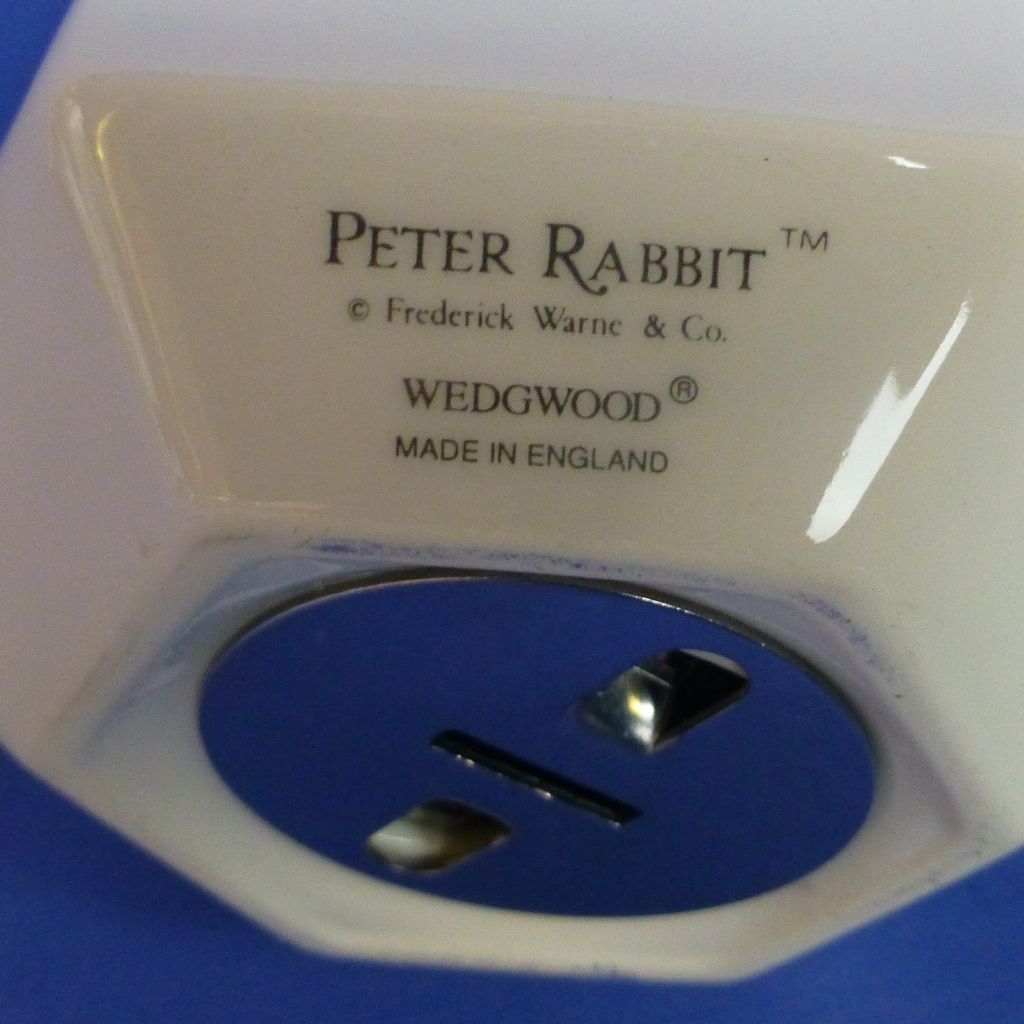 PETER RABBIT™
© Frederick Warne & Co.
WEDGWOOD®
MADE IN ENGLAND